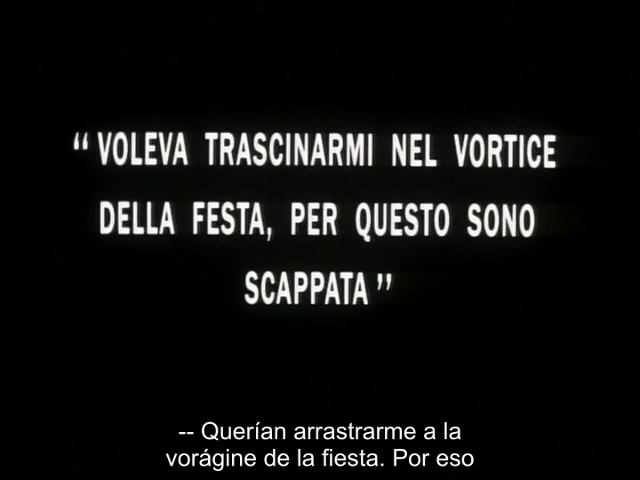 “ VOLEVA TRASCINARMI NEL VORTICE
DELLA FESTA, PER QUESTO SONO
SCAPPATA ”
-- Querían arrastrarme a la
vorágine de la fiesta. Por eso